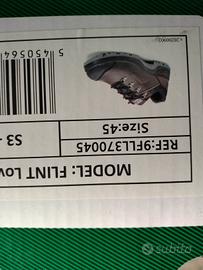 MODEL: FLINT Lov
REF:9FLL370045
Size:45
S3
5 450564
subito